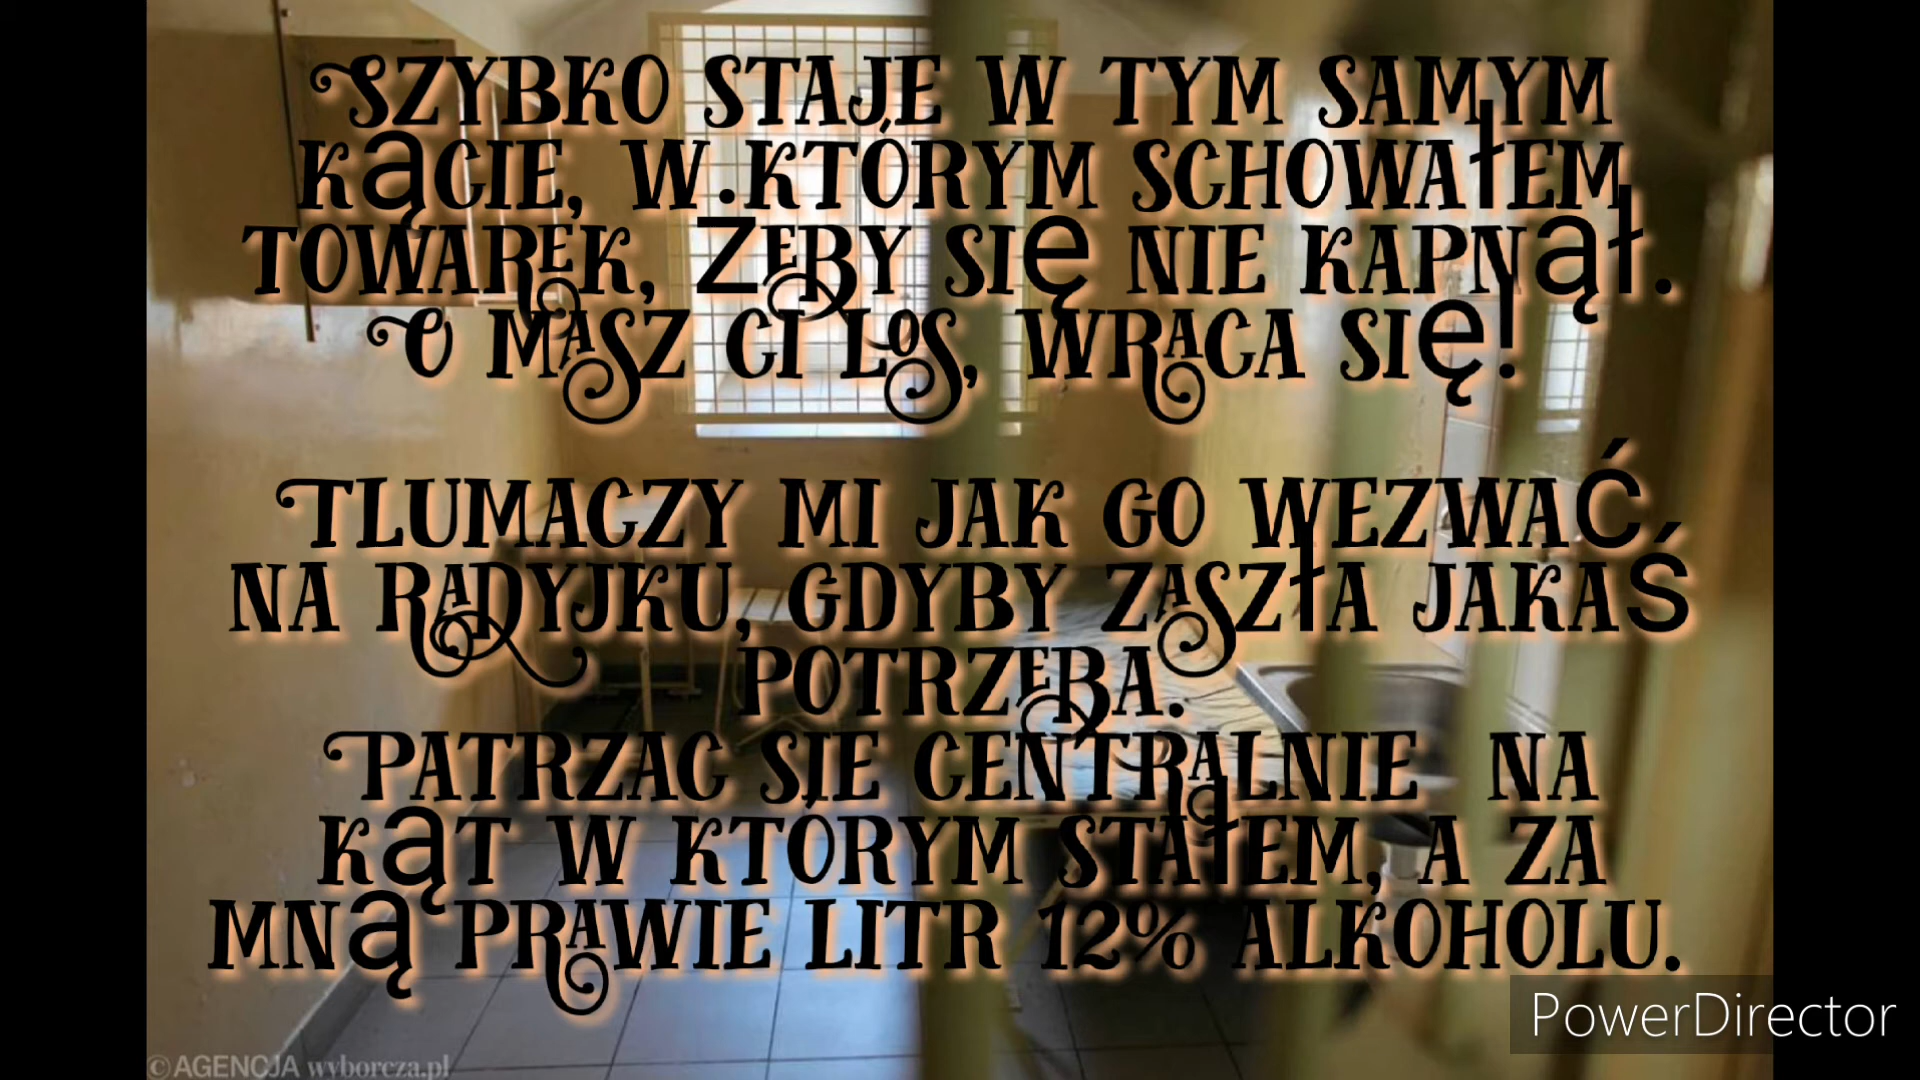 SZYBKO STAJE W TYM SAMYM
KĄCIE, W KTÓRYM SCHOWAŁEM
TOWAREK, ŻEBY SIĘ NIE KAPNĄŁ.
O MASZ CI LOS, WRACA SIĘ!
TLUMACZY MI JAK GO WEZWAĆ
NA RADYJKU, GDYBY ZASZŁA JAKAŚ
POTRZEBA.
PATRZAC SIE CENTRALNIE NA
KĄT W KTÓRYM STAŁEM, A ZA
MNĄ PRAWIE LITR 12% ALKOHOLU.
PowerDirector
©AGENCJA wyborcza.pl